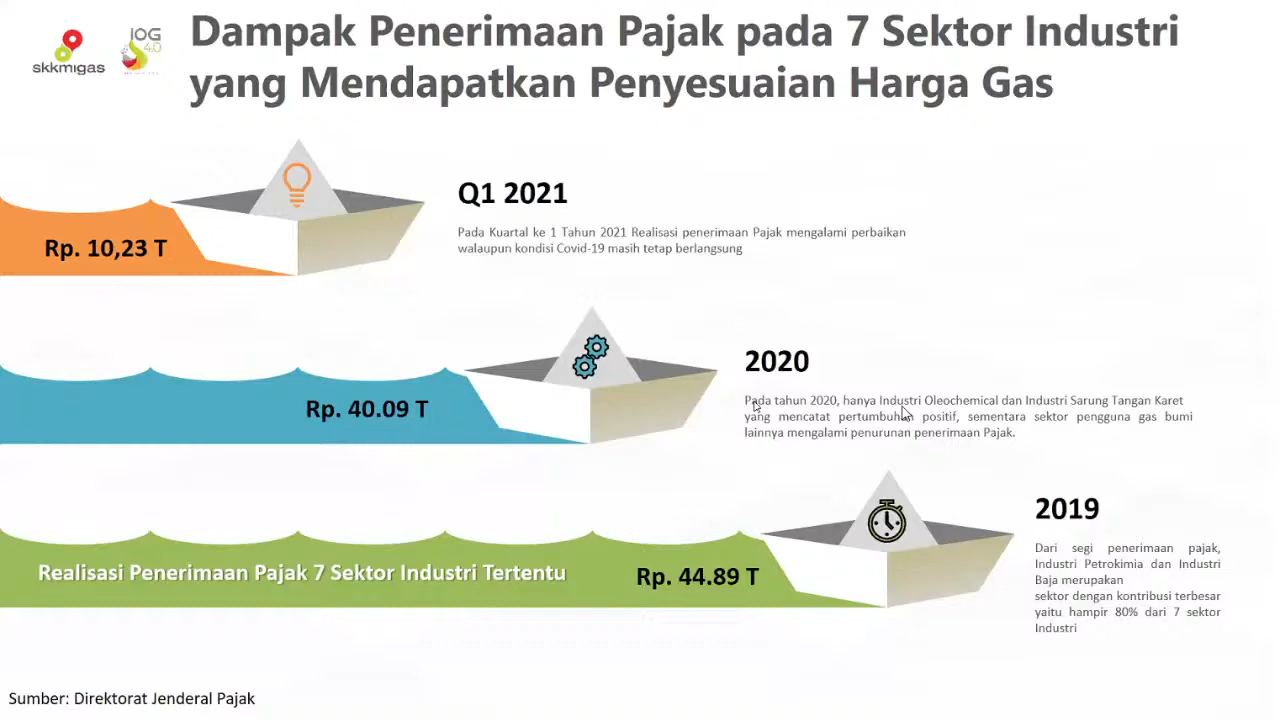 skkmigas
IOG
4.0
Dampak Penerimaan Pajak pada 7 Sektor Industri
yang Mendapatkan Penyesuaian Harga Gas
Rp. 10,23 T
Q1 2021
Pada Kuartal ke 1 Tahun 2021 Realisasi penerimaan Pajak mengalami perbaikan
walaupun kondisi Covid-19 masih tetap berlangsung
Rp. 40.09 T
2020
Pada tahun 2020, hanya Industri Oleochemical dan Industri Sarung Tangan Karet
yang mencatat pertumbuhan positif, sementara sektor pengguna gas bumi
lainnya mengalami penurunan penerimaan Pajak.
Realisasi Penerimaan Pajak 7 Sektor Industri Tertentu
Rp. 44.89 T
2019
Dari segi penerimaan pajak,
Industri Petrokimia dan Industri
Baja merupakan
sektor dengan kontribusi terbesar
yaitu hampir 80% dari 7 sektor
Industri
Sumber: Direktorat Jenderal Pajak